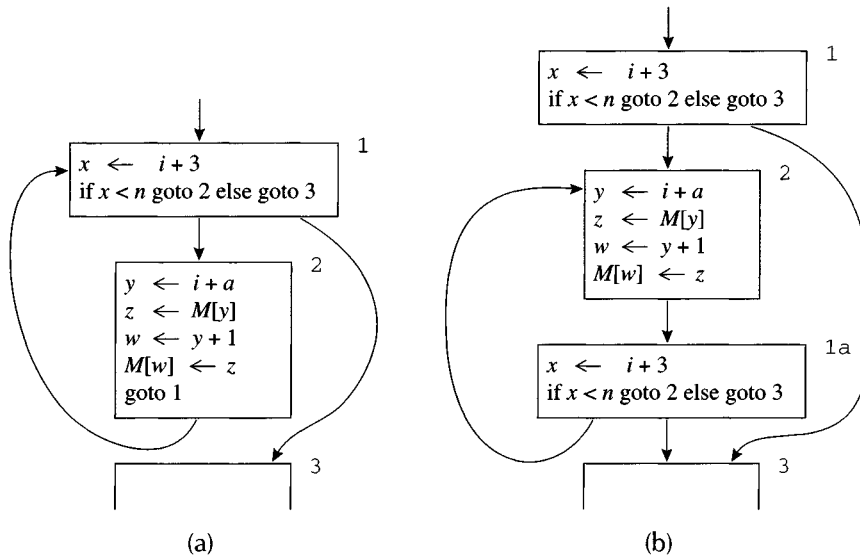 1
x ← i + 3
if x < n goto 2 else goto 3
2
y ← i + a
z ← M[y]
w ← y + 1
M[w] ← z
goto 1
3
(a)
1
x ← i + 3
if x < n goto 2 else goto 3
2
y ← i + a
z ← M[y]
w ← y + 1
M[w] ← z
1a
x ← i + 3
if x < n goto 2 else goto 3
3
(b)